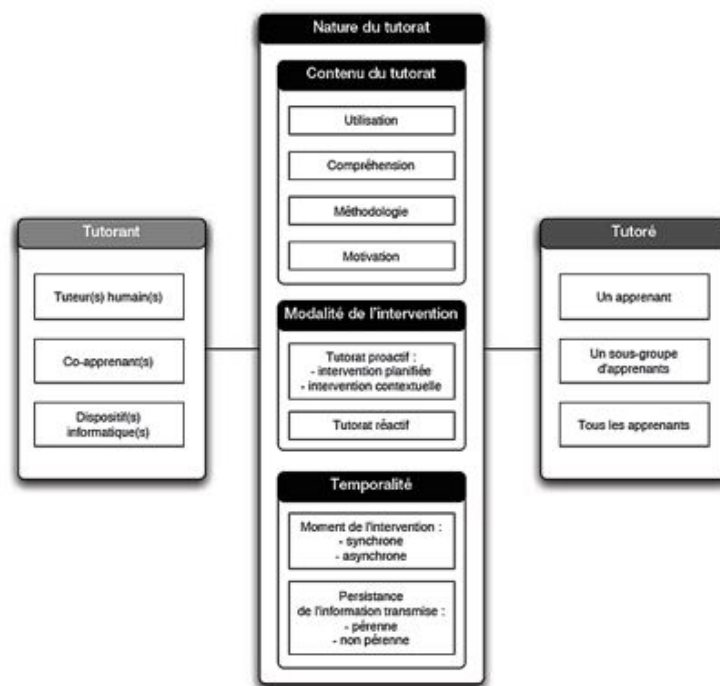 Nature du tutorat
Contenu du tutorat
Utilisation
Compréhension
Méthodologie
Motivation
Tutorant
Tuteur(s) humain(s)
Co-apprenant(s)
Dispositif(s)
informatique(s)
Modalité de l'intervention
Tutorat proactif :
- intervention planifiée
- intervention contextuelle
Tutorat réactif
Temporalité
Moment de l'intervention :
- synchrone
- asynchrone
Persistance
de l'information transmise :
- pérenne
- non pérenne
Tutoré
Un apprenant
Un sous-groupe
d'apprenants
Tous les apprenants